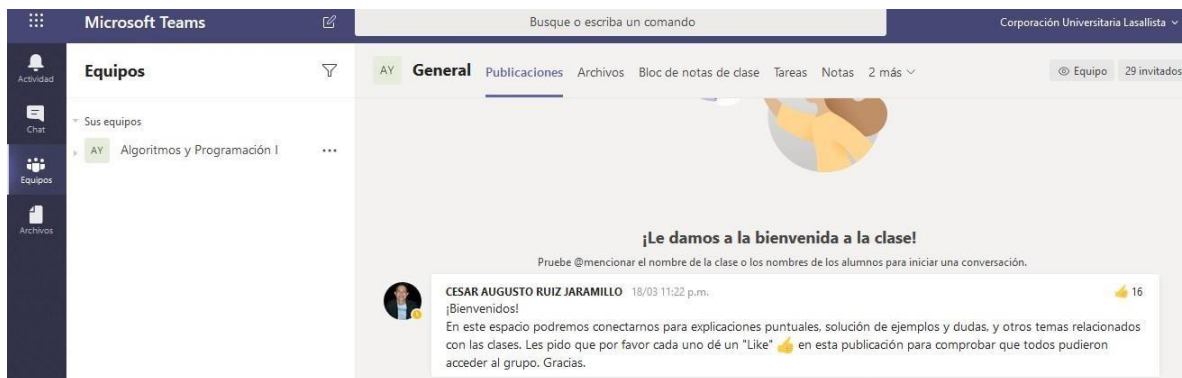 Microsoft Teams
Busque o escriba un comando
Corporación Universitaria Lasallista
Actividad
Chat
Equipos
Archivos
Equipos
Sus equipos
AY Algoritmos y Programación I ...
AY General Publicaciones Archivos Bloc de notas de clase Tareas Notas 2 más
Equipo 29 invitados
¡Le damos a la bienvenida a la clase!
Pruebe @mencionar el nombre de la clase o los nombres de los alumnos para iniciar una conversación.
CESAR AUGUSTO RUIZ JARAMILLO 18/03 11:22 p.m. 👍 16
¡Bienvenidos!
En este espacio podremos conectarnos para explicaciones puntuales, solución de ejemplos y dudas, y otros temas relacionados
con las clases. Les pido que por favor cada uno dé un "Like" 👍 en esta publicación para comprobar que todos pudieron
acceder al grupo. Gracias.